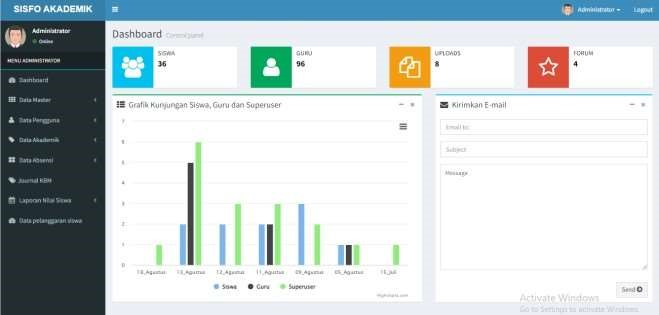 SISFO AKADEMIK
Administrator
Logout
Administrator
Online
MENU ADMINISTRATOR
Dashboard
Data Master
Data Pengguna
Data Akademik
Data Absensi
Journal KBM
Laporan Nilai Siswa
Data pelanggaran siswa
Dashboard Control panel
SISWA
36
GURU
96
UPLOADS
8
FORUM
4
Grafik Kunjungan Siswa, Guru dan Superuser
7
6
5
4
3
2
1
0
13_Agustus
12_Agustus
11_Agustus
09_Agustus
05_Agustus
15_Juli
Siswa
Guru
Superuser
Highcharts.com
Kirimkan E-mail
Email to:
Subject
Message
Send
Activate Windows
Go to Settings to activate Windows.